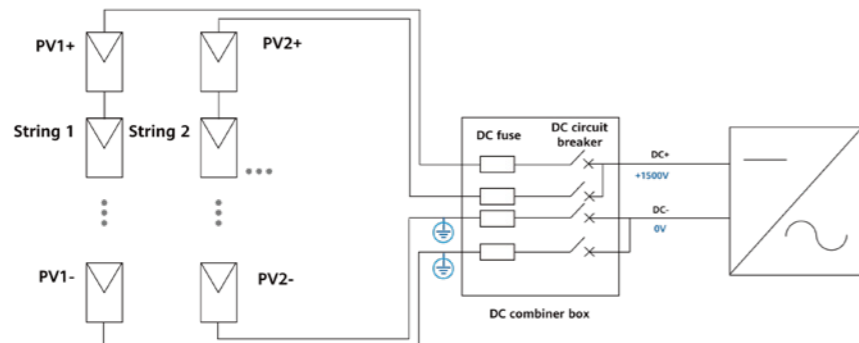 PV1+
PV2+
String 1
String 2
DC fuse
DC circuit
breaker
DC+
+1500V
DC-
0V
PV1-
PV2-
DC combiner box